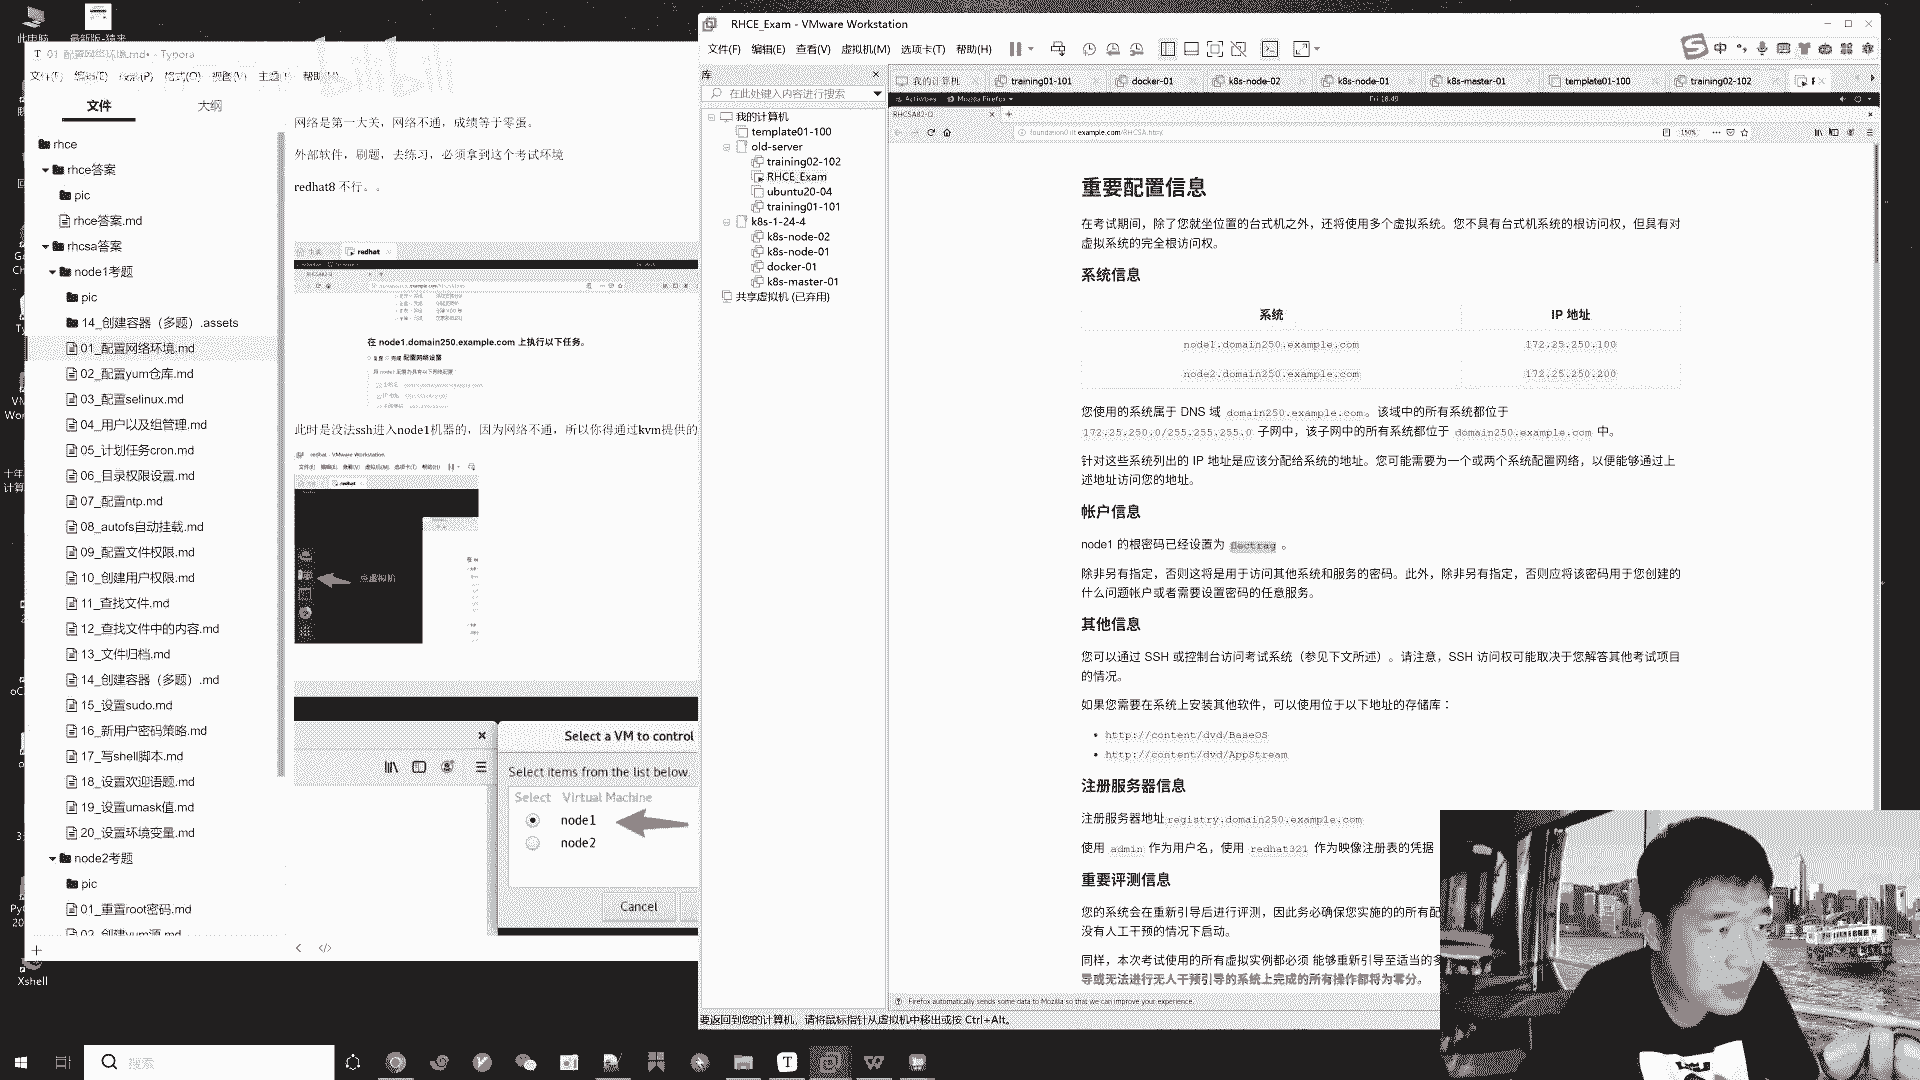 此电脑
RHCE_Exam - VMware Workstation
01_配置网络环境.md• - Typora
文件(F) 编辑(E) 视图(V) 帮助(H)
bilibili
文件(F) 编辑(E) 查看(V) 虚拟机(M) 选项卡(T) 帮助(H)
文件
大纲
rhce
rhce答案
pic
rhce答案.md
rhcsa答案
node1考题
pic
14_创建容器（多题）.assets
01_配置网络环境.md
02_配置yum仓库.md
03_配置selinux.md
04_用户以及组管理.md
05_计划任务cron.md
06_目录权限设置.md
07_配置ntp.md
08_autofs自动挂载.md
09_配置文件权限.md
10_创建用户权限.md
11_查找文件.md
12_查找文件中的内容.md
13_文件归档.md
14_创建容器（多题）.md
15_设置sudo.md
16_新用户密码策略.md
17_写shell脚本.md
18_设置欢迎语题.md
19_设置umask值.md
20_设置环境变量.md
node2考题
pic
01_重置root密码.md
02_创建yum源.md
网络是第一大关，网络不通，成绩等于零蛋。
外部软件，刷题，去练习，必须拿到这个考试环境
redhat8 不行。。
redhat
在 node1.domain250.example.com 上执行以下任务。
配置网络设置
此时是没法ssh进入node1机器的，因为网络不通，所以你得通过kvm提供的
redhat - VMware Workstation
redhat
Select a VM to control
Select items from the list below.
Select Virtual Machine
node1
node2
Cancel
库
在此处键入内容进行搜索
我的计算机
template01-100
old-server
training02-102
RHCE_Exam
ubuntu20-04
training01-101
k8s-1-24-4
k8s-node-02
k8s-node-01
docker-01
k8s-master-01
共享虚拟机 (已弃用)
我的计算机
training01-101
docker-01
k8s-node-02
k8s-node-01
k8s-master-01
template01-100
training02-102
Activities Mozilla Firefox
Fri 18:49
foundation0.ilt.example.com/RHCSA.html
150%
重要配置信息
在考试期间，除了您就坐位置的台式机之外，还将使用多个虚拟系统。您不具有台式机系统的根访问权，但具有对
虚拟系统的完全根访问权。
系统信息
系统 IP 地址
node1.domain250.example.com 172.25.250.100
node2.domain250.example.com 172.25.250.200
您使用的系统属于 DNS 域 domain250.example.com。该域中的所有系统都位于
172.25.250.0/255.255.255.0 子网中，该子网中的所有系统都位于 domain250.example.com 中。
针对这些系统列出的 IP 地址是应该分配给系统的地址。您可能需要为一个或两个系统配置网络，以便能够通过上
述地址访问您的地址。
帐户信息
node1 的根密码已经设置为 flectrag 。
除非另有指定，否则这将是用于访问其他系统和服务的密码。此外，除非另有指定，否则应将该密码用于您创建的
什么问题帐户或者需要设置密码的任意服务。
其他信息
您可以通过 SSH 或控制台访问考试系统（参见下文所述）。请注意，SSH 访问权可能取决于您解答其他考试项目
的情况。
如果您需要在系统上安装其他软件，可以使用位于以下地址的存储库：
http://content/dvd/BaseOS
http://content/dvd/AppStream
注册服务器信息
注册服务器地址registry.domain250.example.com
使用 admin 作为用户名，使用 redhat321 作为映像注册表的凭据
重要评测信息
您的系统会在重新引导后进行评测，因此务必确保您实施的的所有配
没有人工干预的情况下启动。
同样，本次考试使用的所有虚拟实例都必须 能够重新引导至适当的多
导或无法进行无人干预引导的系统上完成的所有操作都将为零分。
Firefox automatically sends some data to Mozilla so that we can improve your experience.
要返回到您的计算机，请将鼠标指针从虚拟机中移出或按 Ctrl+Alt。
Xshell
搜索